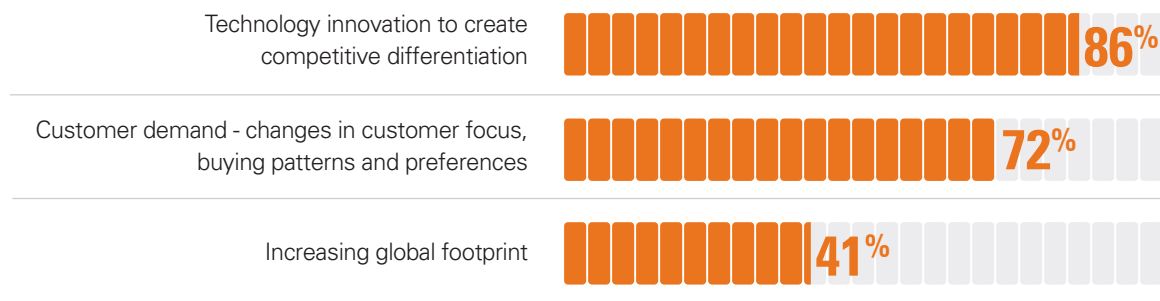 Technology innovation to create
competitive differentiation
86%
Customer demand - changes in customer focus,
buying patterns and preferences
72%
Increasing global footprint
41%